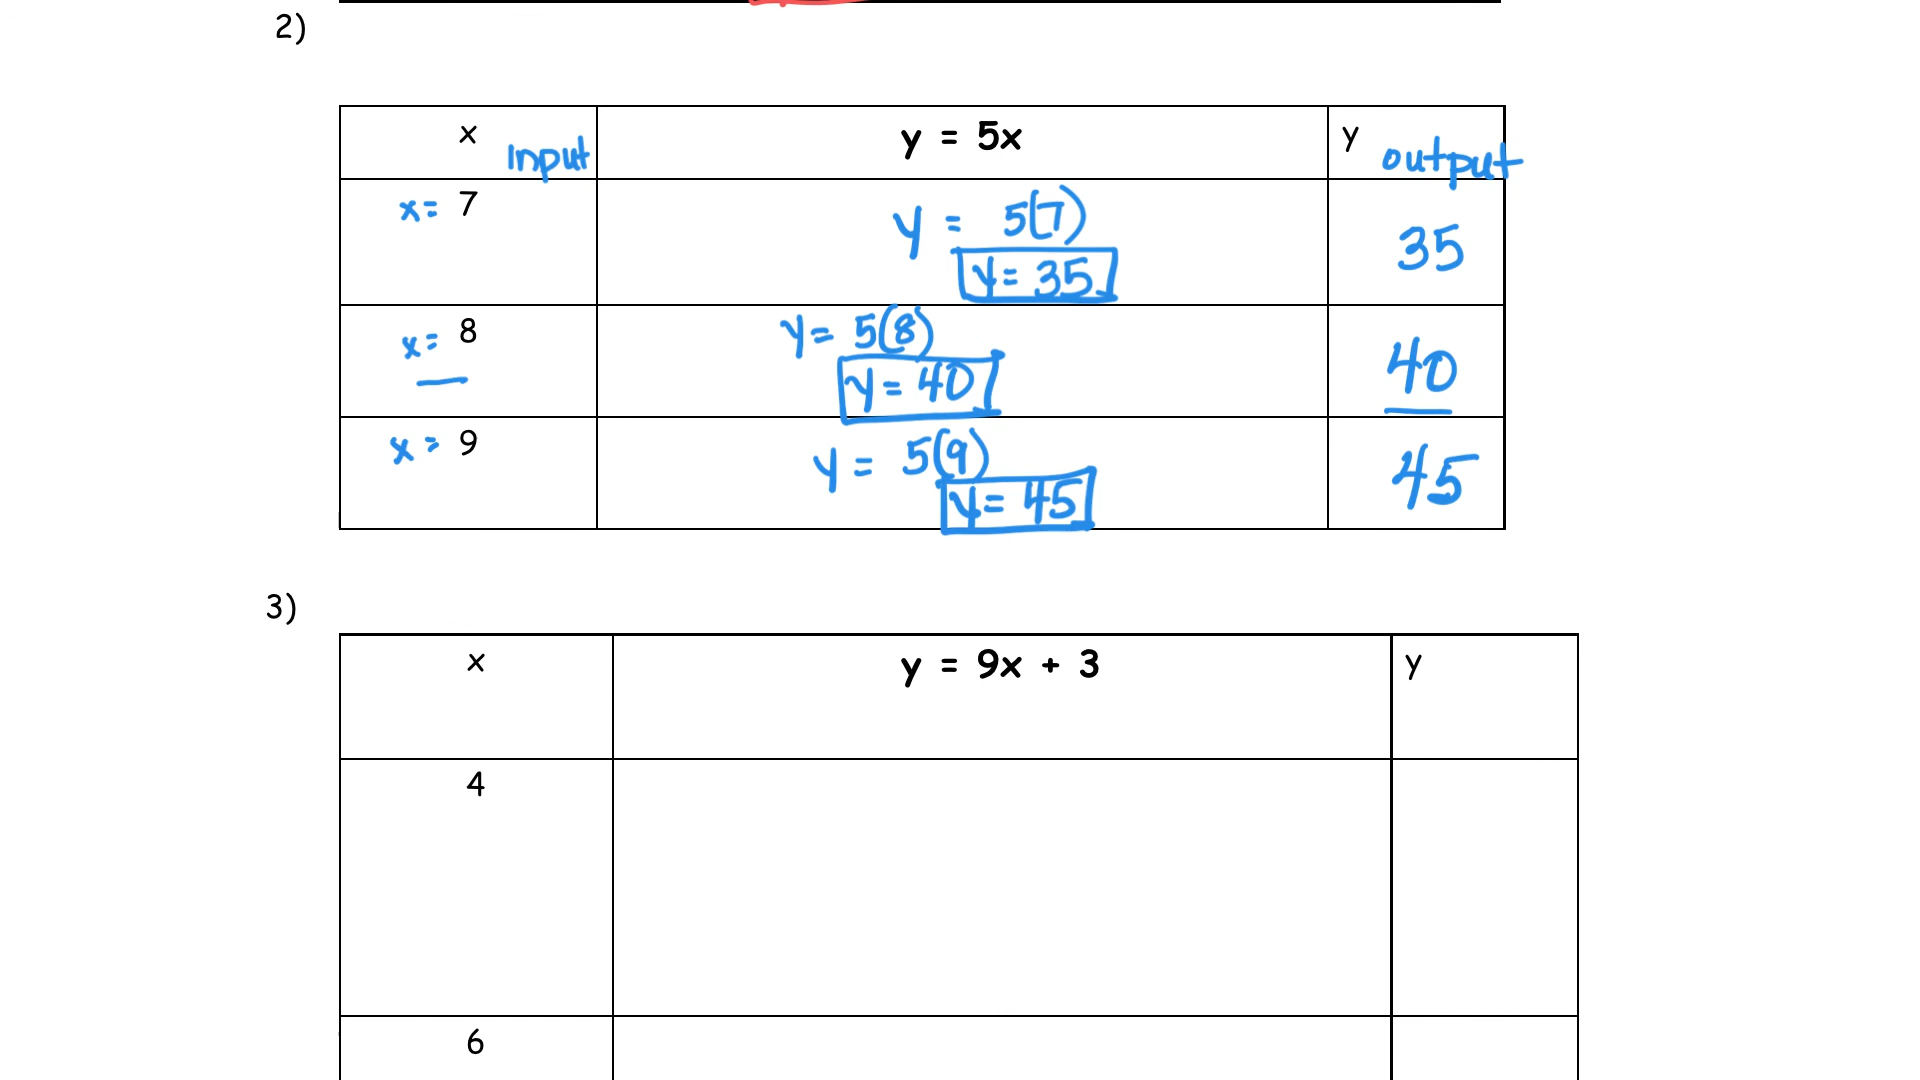 2)
x input y = 5x y output
x = 7 y = 5(7) 35
y = 35
x = 8 y = 5(8) 40
y = 40
x = 9 y = 5(9) 45
y = 45
3)
x y = 9x + 3 y
4
6